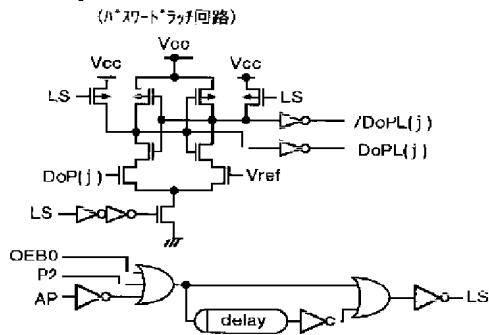 (ﾊﾟｽﾜｰﾄﾞﾗｯﾁ回路)
Vcc
Vcc
Vcc
LS
LS
/DoPL(j)
DoPL(j)
DoP(j)
Vref
LS
OEB0
P2
AP
delay
LS